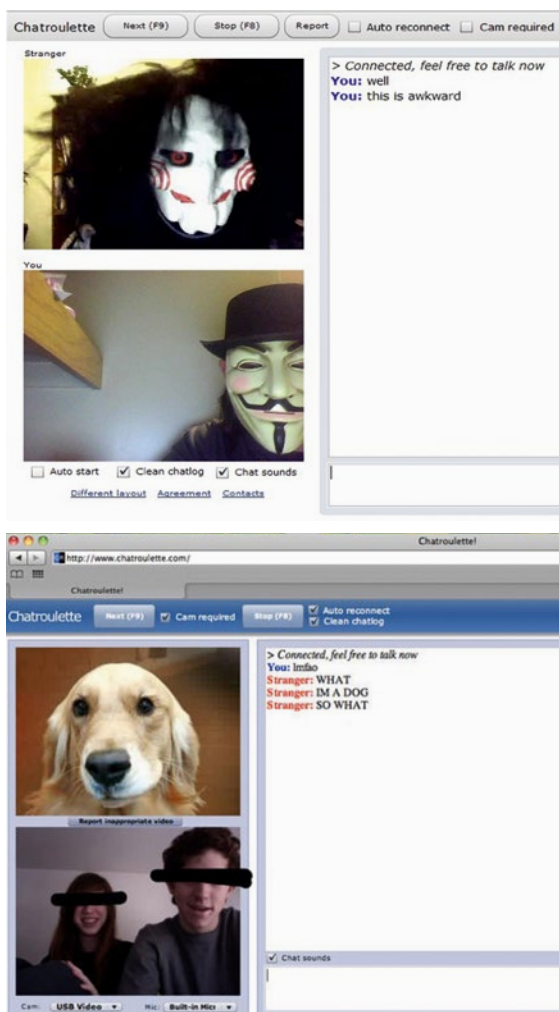 Chatroulette Next (F9) Stop (F8) Report Auto reconnect Cam required
Stranger
> Connected, feel free to talk now
You: well
You: this is awkward
You
Auto start Clean chatlog Chat sounds
Different layout Agreement Contacts
Chatroulette!
http://www.chatroulette.com/
Chatroulette!
Chatroulette Next (F9) Cam required Stop (F8) Auto reconnect
Clean chatlog
> Connected, feel free to talk now
You: lmfao
Stranger: WHAT
Stranger: IM A DOG
Stranger: SO WHAT
Report inappropriate video
Chat sounds
Cam: USB Video Mic: Built-in Micr